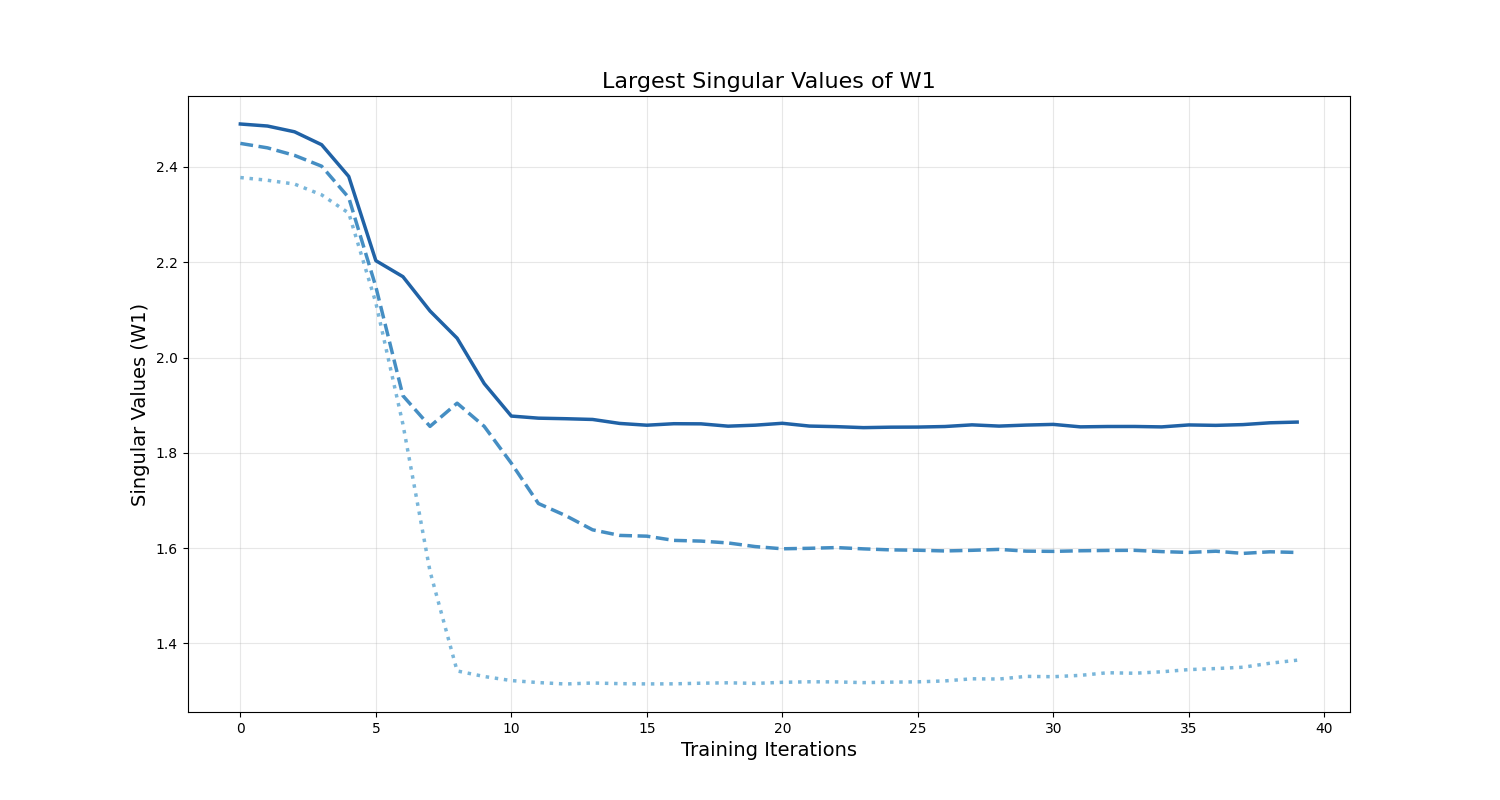 Largest Singular Values of W1
Singular Values (W1)
2.4
2.2
2.0
1.8
1.6
1.4
0 5 10 15 20 25 30 35 40
Training Iterations